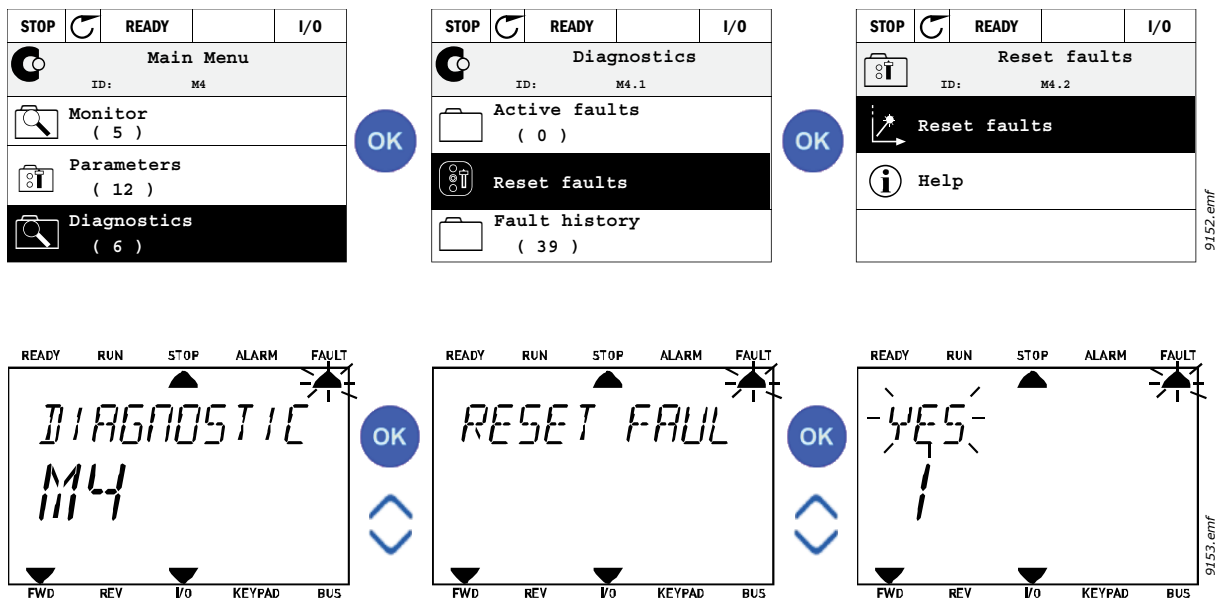 STOP READY I/O
Main Menu
ID: M4
Monitor
( 5 )
Parameters
( 12 )
Diagnostics
( 6 )
OK
STOP READY I/O
Diagnostics
ID: M4.1
Active faults
( 0 )
Reset faults
Fault history
( 39 )
OK
STOP READY I/O
Reset faults
ID: M4.2
Reset faults
Help
9152.emf
READY RUN STOP ALARM FAULT
DIAGNOSTIC
M4
FWD REV I/O KEYPAD BUS
OK
READY RUN STOP ALARM FAULT
RESET FAUL
FWD REV I/O KEYPAD BUS
OK
READY RUN STOP ALARM FAULT
YES
1
FWD REV I/O KEYPAD BUS
9153.emf